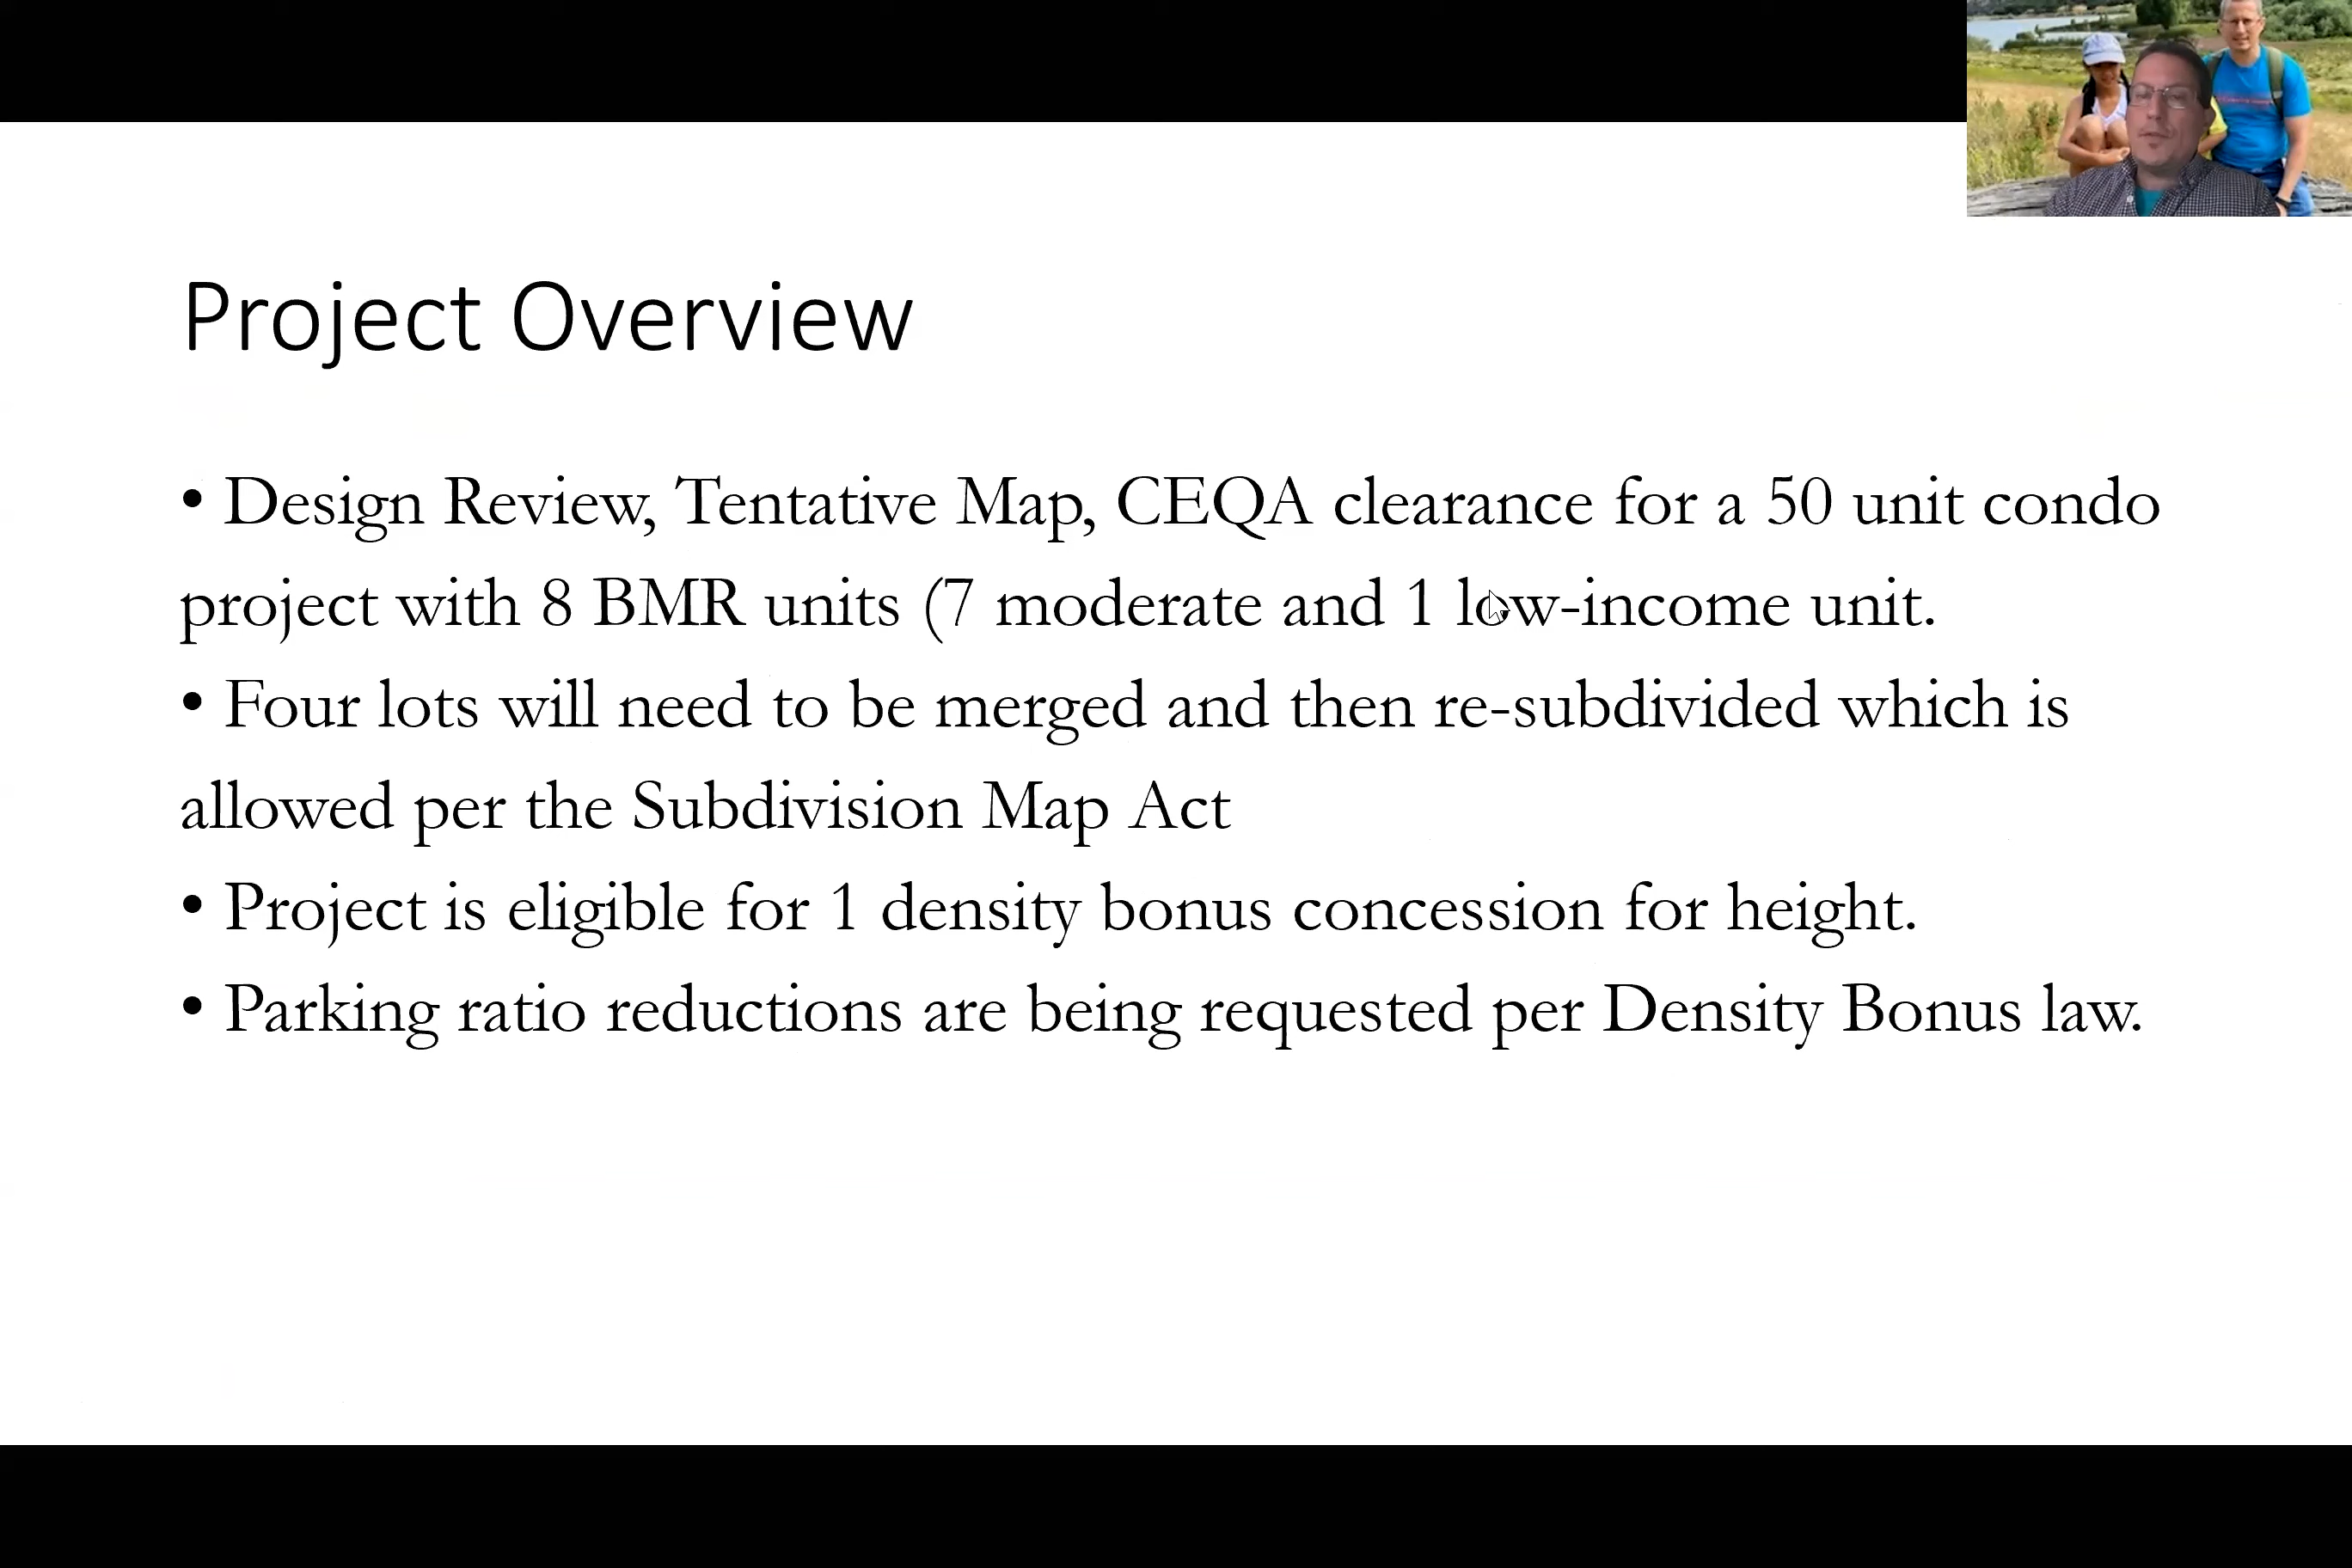 Project Overview
• Design Review, Tentative Map, CEQA clearance for a 50 unit condo
project with 8 BMR units (7 moderate and 1 low-income unit.
• Four lots will need to be merged and then re-subdivided which is
allowed per the Subdivision Map Act
• Project is eligible for 1 density bonus concession for height.
• Parking ratio reductions are being requested per Density Bonus law.